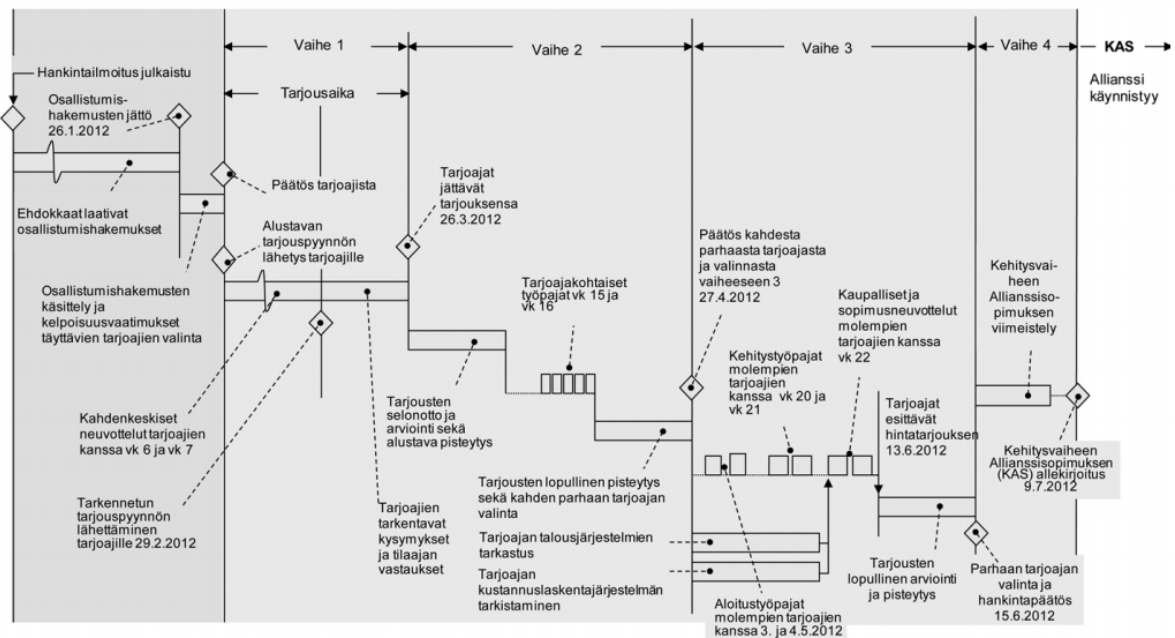 Vaihe 1
Vaihe 2
Vaihe 3
Vaihe 4
KAS
Allianssi
käynnistyy
Hankintailmoitus julkaistu
Tarjousaika
Osallistumis-
hakemusten jättö
26.1.2012
Ehdokkaat laativat
osallistumishakemukset
Päätös tarjoajista
Alustavan
tarjouspyynnön
lähetys tarjoajille
Osallistumishakemusten
käsittely ja
kelpoisuusvaatimukset
täyttävien tarjoajien valinta
Kahdenkeskiset
neuvottelut tarjoajien
kanssa vk 6 ja vk 7
Tarkennetun
tarjouspyynnön
lähettäminen
tarjoajille 29.2.2012
Tarjoajat
jättävät
tarjouksensa
26.3.2012
Tarjousten
selonotto ja
arviointi sekä
alustava pisteytys
Tarjoajien
tarkentavat
kysymykset
ja tilaajan
vastaukset
Tarjoajakohtaiset
työpajat vk 15 ja
vk 16
Tarjousten lopullinen pisteytys
sekä kahden parhaan tarjoajan
valinta
Tarjoajan talousjärjestelmien
tarkastus
Tarjoajan
kustannuslaskentajärjestelmän
tarkistaminen
Päätös kahdesta
parhaasta tarjoajasta
ja valinnasta
vaiheeseen 3
27.4.2012
Kehitystyöpajat
molempien
tarjoajien
kanssa vk 20 ja
vk 21
Kaupalliset ja
sopimusneuvottelut
molempien
tarjoajien kanssa
vk 22
Aloitustyöpajat
molempien tarjoajien
kanssa 3. ja 4.5.2012
Tarjoajat
esittävät
hintatarjouksen
13.6.2012
Tarjousten
lopullinen arviointi
ja pisteytys
Kehitysvai-
heen
Allianssiso-
pimuksen
viimeistely
Kehitysvaiheen
Allianssisopimuksen
(KAS) allekirjoitus
9.7.2012
Parhaan tarjoajan
valinta ja
hankintapäätös
15.6.2012